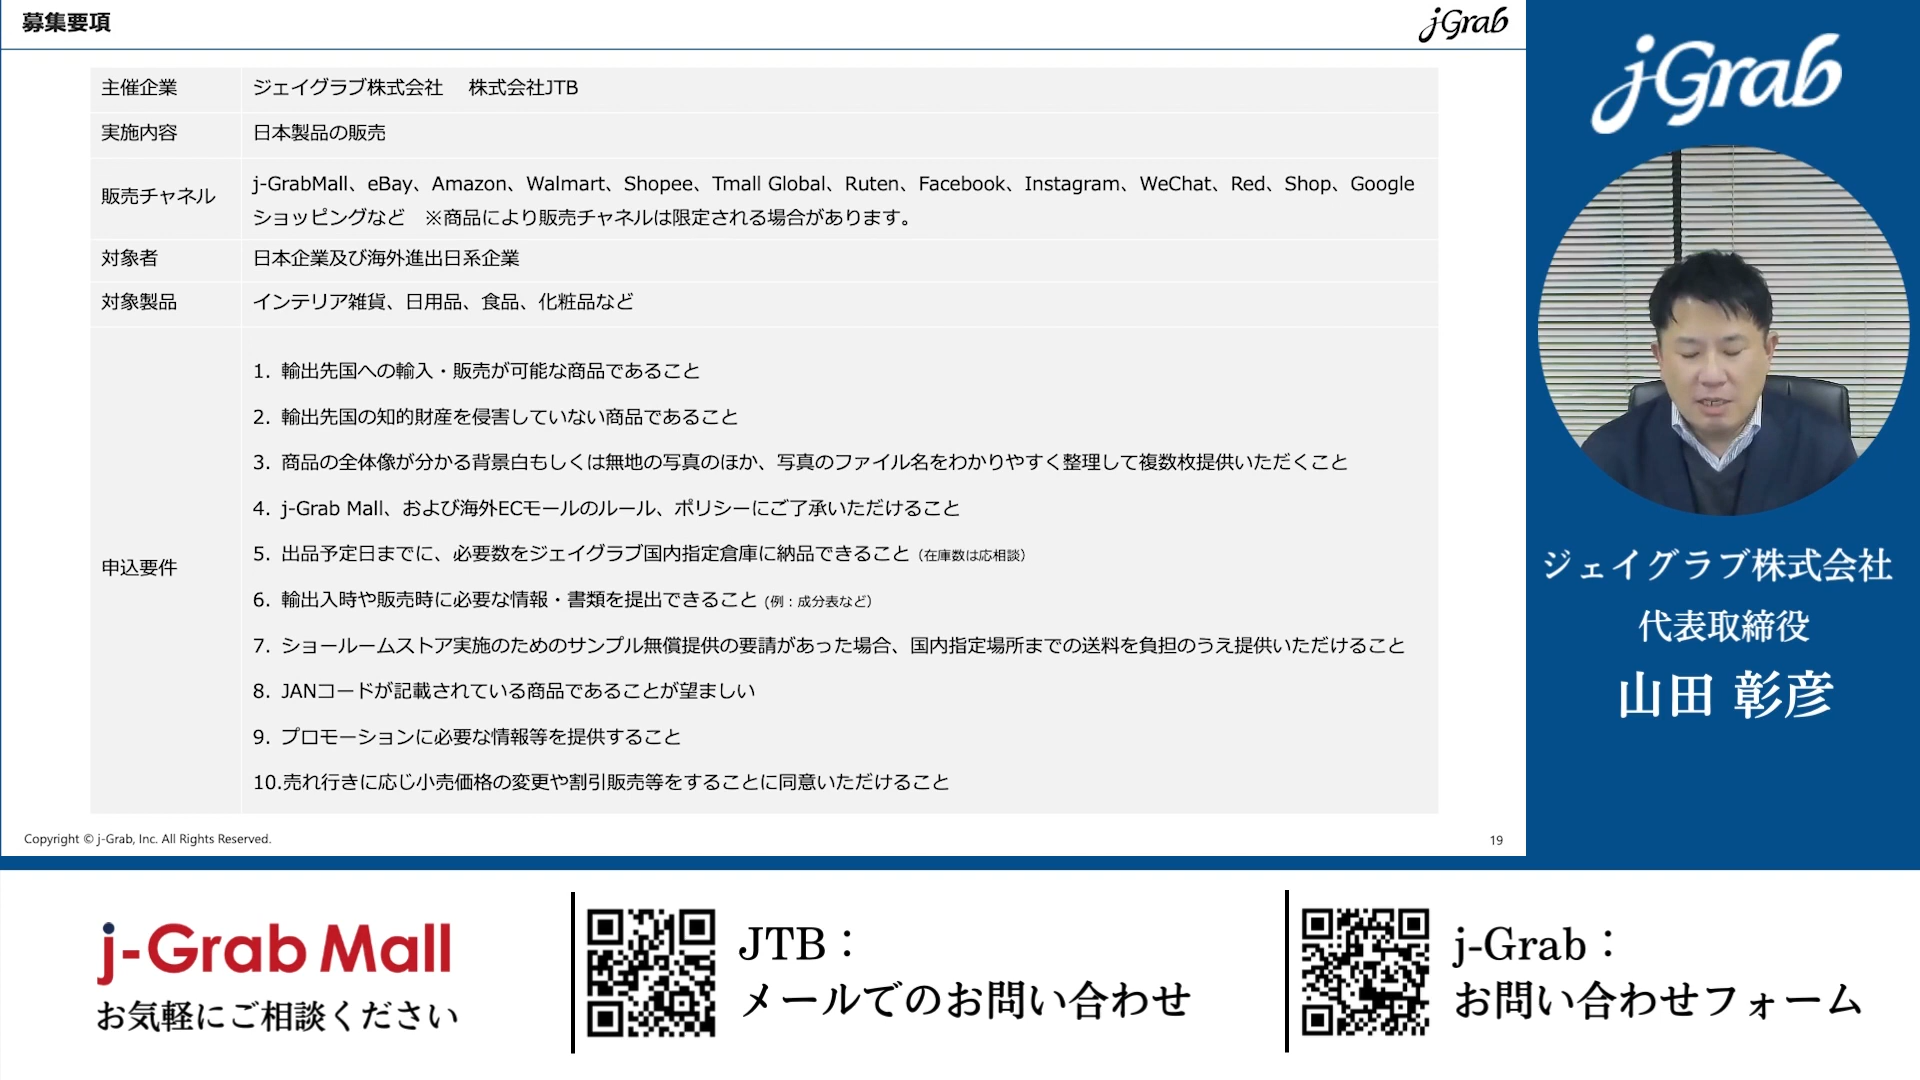 募集要項
jGrab
主催企業
ジェイグラブ株式会社　株式会社JTB
実施内容
日本製品の販売
販売チャネル
j-GrabMall、eBay、Amazon、Walmart、Shopee、Tmall Global、Ruten、Facebook、Instagram、WeChat、Red、Shop、Google
ショッピングなど　※商品により販売チャネルは限定される場合があります。
対象者
日本企業及び海外進出日系企業
対象製品
インテリア雑貨、日用品、食品、化粧品など
申込要件
1. 輸出先国への輸入・販売が可能な商品であること
2. 輸出先国の知的財産を侵害していない商品であること
3. 商品の全体像が分かる背景白もしくは無地の写真のほか、写真のファイル名をわかりやすく整理して複数枚提供いただくこと
4. j-Grab Mall、および海外ECモールのルール、ポリシーにご了承いただけること
5. 出品予定日までに、必要数をジェイグラブ国内指定倉庫に納品できること（在庫数は応相談）
6. 輸出入時や販売時に必要な情報・書類を提出できること (例：成分表など）
7. ショールームストア実施のためのサンプル無償提供の要請があった場合、国内指定場所までの送料を負担のうえ提供いただけること
8. JANコードが記載されている商品であることが望ましい
9. プロモーションに必要な情報等を提供すること
10.売れ行きに応じ小売価格の変更や割引販売等をすることに同意いただけること
Copyright © j-Grab, Inc. All Rights Reserved.
19
jGrab
ジェイグラブ株式会社
代表取締役
山田 彰彦
j-Grab Mall
お気軽にご相談ください
JTB：
メールでのお問い合わせ
j-Grab：
お問い合わせフォーム